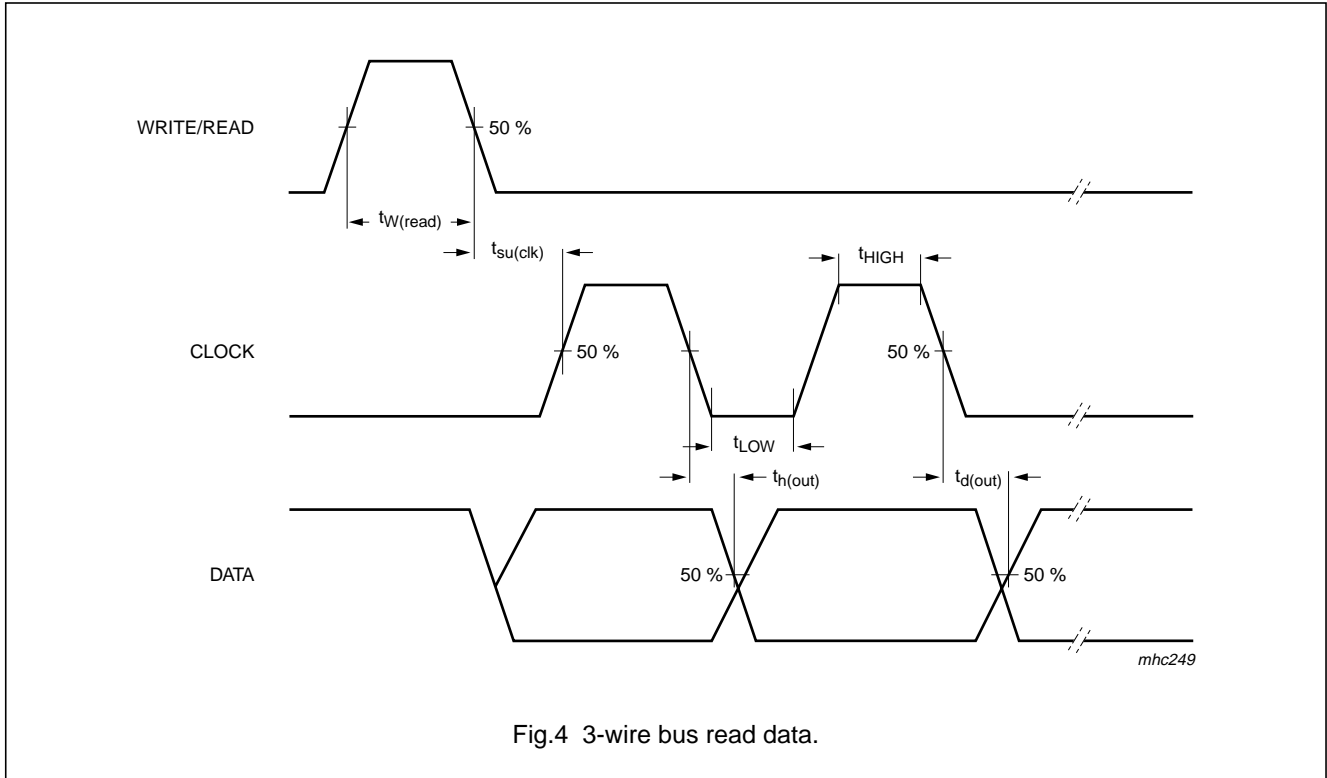 WRITE/READ
50 %
tW(read)
tsu(clk)
tHIGH
CLOCK
50 %
50 %
tLOW
th(out)
td(out)
DATA
50 %
50 %
mhc249
Fig.4 3-wire bus read data.